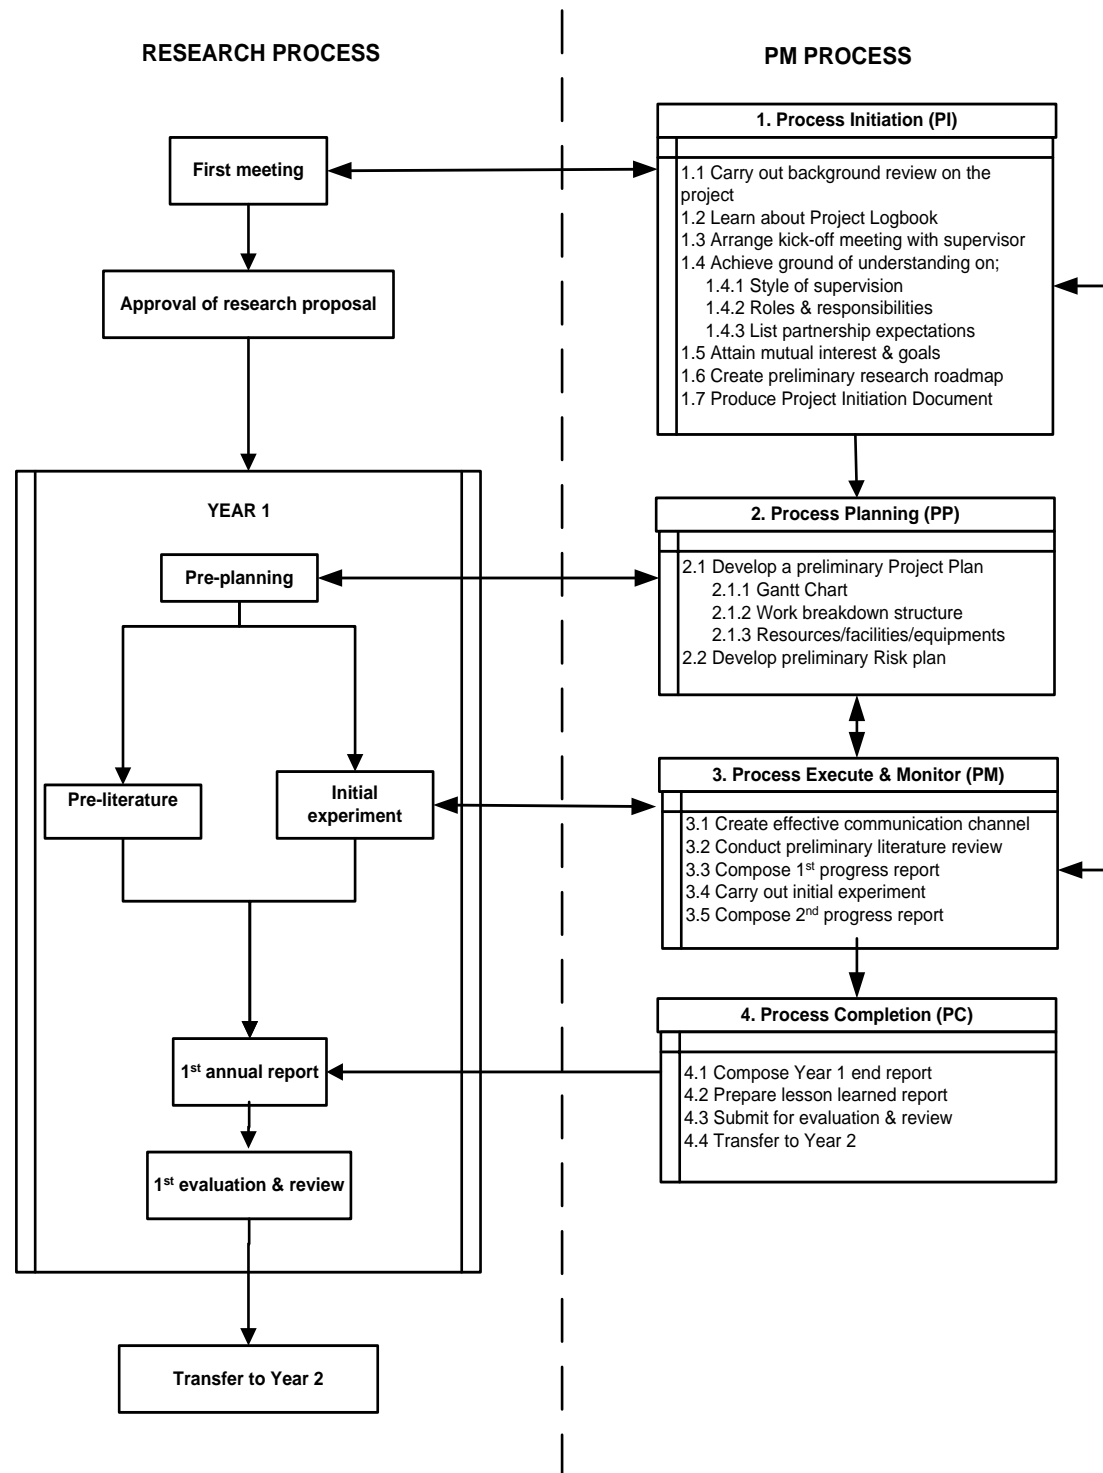 RESEARCH PROCESS
First meeting
Approval of research proposal
YEAR 1
Pre-planning
Pre-literature
Initial
experiment
1st annual report
1st evaluation & review
Transfer to Year 2
PM PROCESS
1. Process Initiation (PI)
1.1 Carry out background review on the
project
1.2 Learn about Project Logbook
1.3 Arrange kick-off meeting with supervisor
1.4 Achieve ground of understanding on;
1.4.1 Style of supervision
1.4.2 Roles & responsibilities
1.4.3 List partnership expectations
1.5 Attain mutual interest & goals
1.6 Create preliminary research roadmap
1.7 Produce Project Initiation Document
2. Process Planning (PP)
2.1 Develop a preliminary Project Plan
2.1.1 Gantt Chart
2.1.2 Work breakdown structure
2.1.3 Resources/facilities/equipments
2.2 Develop preliminary Risk plan
3. Process Execute & Monitor (PM)
3.1 Create effective communication channel
3.2 Conduct preliminary literature review
3.3 Compose 1st progress report
3.4 Carry out initial experiment
3.5 Compose 2nd progress report
4. Process Completion (PC)
4.1 Compose Year 1 end report
4.2 Prepare lesson learned report
4.3 Submit for evaluation & review
4.4 Transfer to Year 2